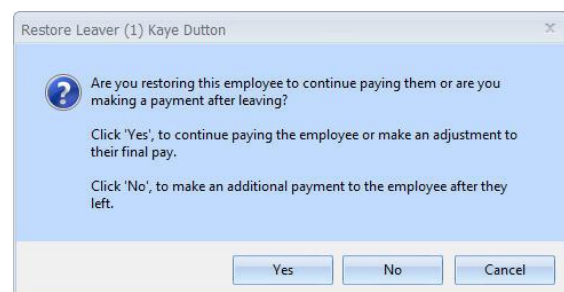 Restore Leaver (1) Kaye Dutton
x
?
Are you restoring this employee to continue paying them or are you
making a payment after leaving?
Click 'Yes', to continue paying the employee or make an adjustment to
their final pay.
Click 'No', to make an additional payment to the employee after they
left.
Yes No Cancel